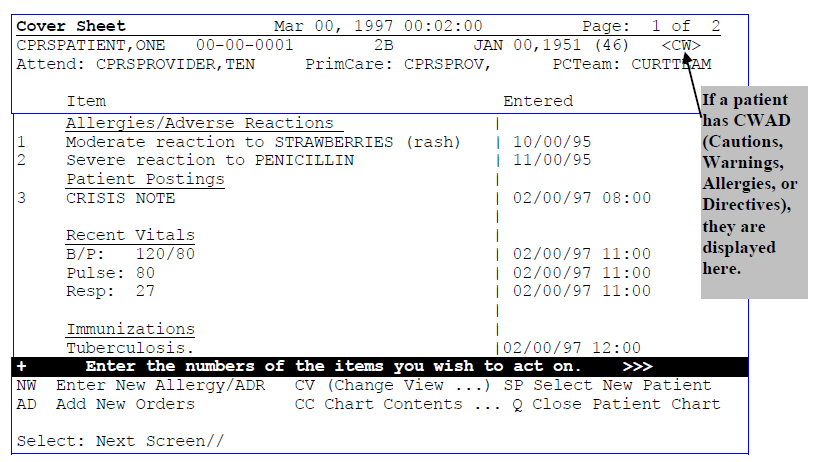 Cover Sheet Mar 00, 1997 00:02:00 Page: 1 of 2
CPRSPATIENT,ONE 00-00-0001 2B JAN 00,1951 (46) <CW>
Attend: CPRSPROVIDER,TEN PrimCare: CPRSPROV, PCTeam: CURTTEAM
Item Entered
Allergies/Adverse Reactions |
1 Moderate reaction to STRAWBERRIES (rash) | 10/00/95
2 Severe reaction to PENICILLIN | 11/00/95
Patient Postings |
3 CRISIS NOTE | 02/00/97 08:00
|
Recent Vitals |
B/P: 120/80 | 02/00/97 11:00
Pulse: 80 | 02/00/97 11:00
Resp: 27 | 02/00/97 11:00
|
Immunizations |
Tuberculosis. |02/00/97 12:00
+ Enter the numbers of the items you wish to act on. >>>
NW Enter New Allergy/ADR CV (Change View ...) SP Select New Patient
AD Add New Orders CC Chart Contents ... Q Close Patient Chart
Select: Next Screen//
If a patient
has CWAD
(Cautions,
Warnings,
Allergies, or
Directives),
they are
displayed
here.